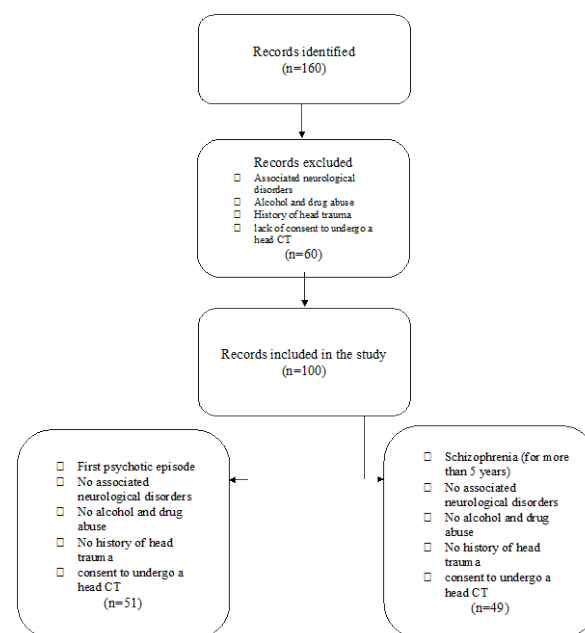 Records identified
(n=160)
Records excluded
Associated neurological
disorders
Alcohol and drug abuse
History of head trauma
lack of consent to undergo a
head CT
(n=60)
Records included in the study
(n=100)
First psychotic episode
No associated
neurological disorders
No alcohol and drug
abuse
No history of head
trauma
consent to undergo a
head CT
(n=51)
Schizophrenia (for more
than 5 years)
No associated
neurological disorders
No alcohol and drug
abuse
No history of head
trauma
consent to undergo a
head CT
(n=49)